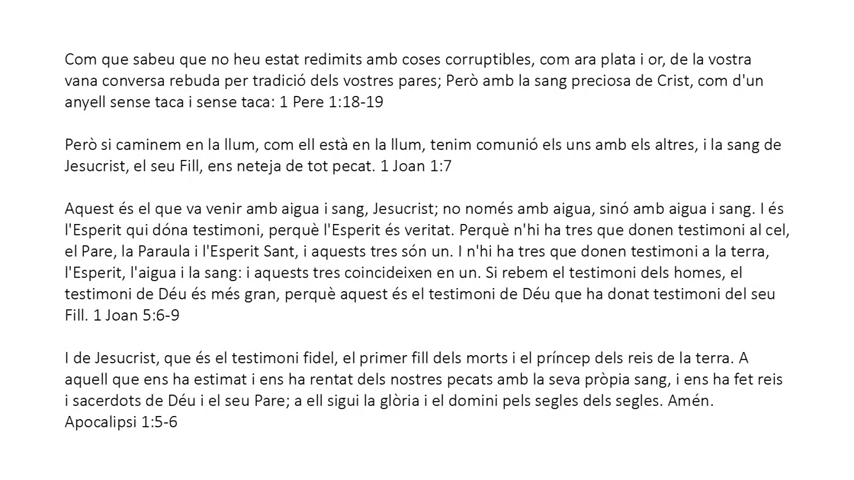 Com que sabeu que no heu estat redimits amb coses corruptibles, com ara plata i or, de la vostra
vana conversa rebuda per tradició dels vostres pares; Però amb la sang preciosa de Crist, com d'un
anyell sense taca i sense taca: 1 Pere 1:18-19
Però si caminem en la llum, com ell està en la llum, tenim comunió els uns amb els altres, i la sang de
Jesucrist, el seu Fill, ens neteja de tot pecat. 1 Joan 1:7
Aquest és el que va venir amb aigua i sang, Jesucrist; no només amb aigua, sinó amb aigua i sang. I és
l'Esperit qui dóna testimoni, perquè l'Esperit és veritat. Perquè n'hi ha tres que donen testimoni al cel,
el Pare, la Paraula i l'Esperit Sant, i aquests tres són un. I n'hi ha tres que donen testimoni a la terra,
l'Esperit, l'aigua i la sang: i aquests tres coincideixen en un. Si rebem el testimoni dels homes, el
testimoni de Déu és més gran, perquè aquest és el testimoni de Déu que ha donat testimoni del seu
Fill. 1 Joan 5:6-9
I de Jesucrist, que és el testimoni fidel, el primer fill dels morts i el príncep dels reis de la terra. A
aquell que ens ha estimat i ens ha rentat dels nostres pecats amb la seva pròpia sang, i ens ha fet reis
i sacerdots de Déu i el seu Pare; a ell sigui la glòria i el domini pels segles dels segles. Amén.
Apocalipsi 1:5-6